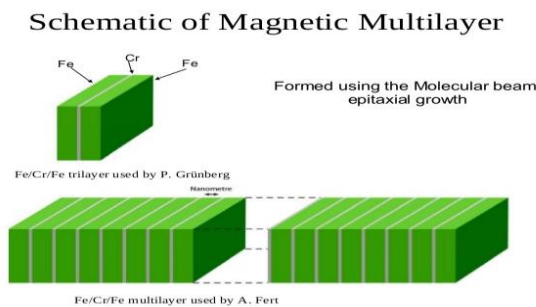 Schematic of Magnetic Multilayer
Cr
Fe
Fe
Formed using the Molecular beam
epitaxial growth
Fe/Cr/Fe trilayer used by P. Grünberg
Nanometre
Fe/Cr/Fe multilayer used by A. Fert